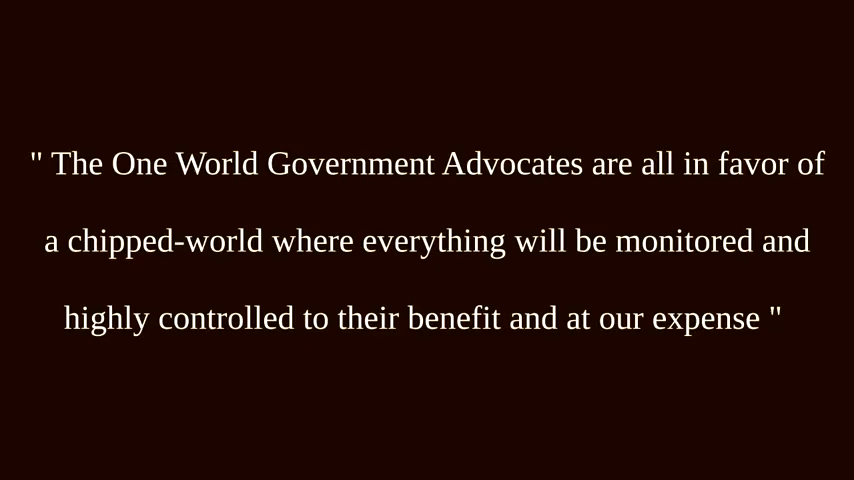 " The One World Government Advocates are all in favor of
a chipped-world where everything will be monitored and
highly controlled to their benefit and at our expense "